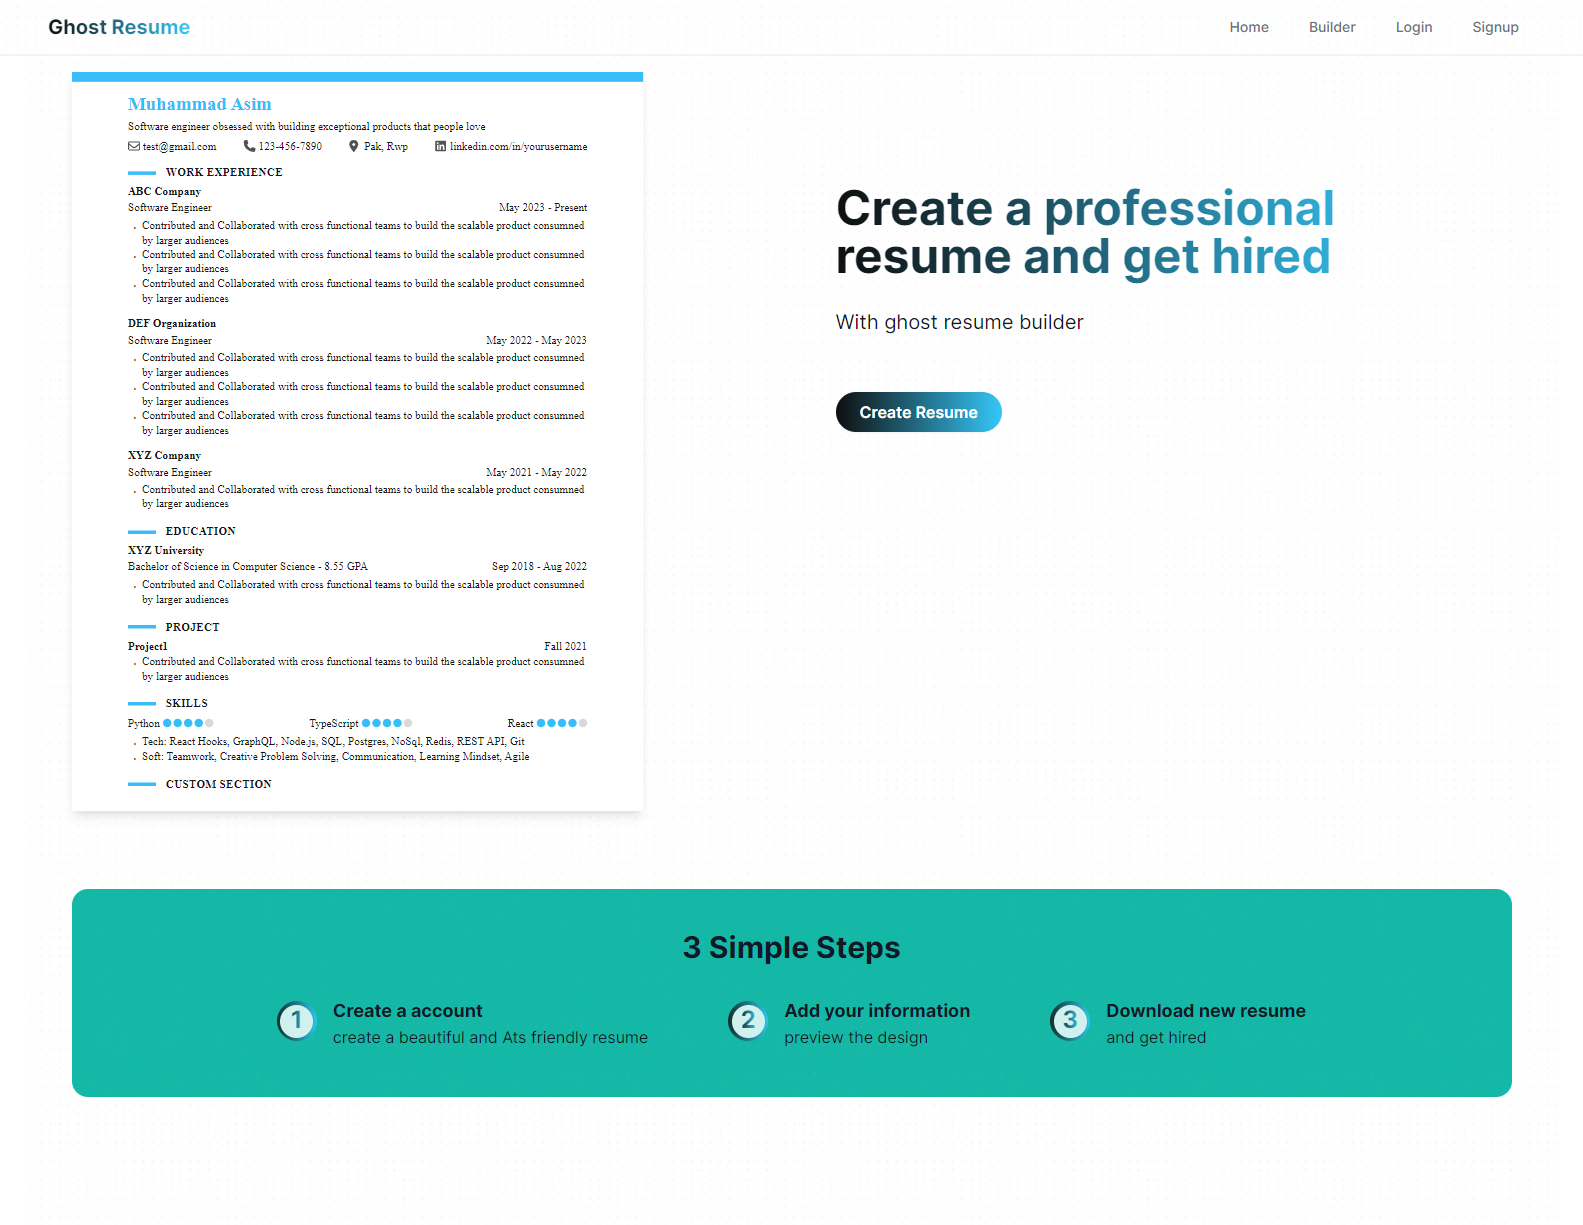 Ghost Resume
Home Builder Login Signup
Muhammad Asim
Software engineer obsessed with building exceptional products that people love
test@gmail.com 123-456-7890 Pak, Rwp linkedin.com/in/yourusername
WORK EXPERIENCE
ABC Company
Software Engineer May 2023 - Present
Contributed and Collaborated with cross functional teams to build the scalable product consumned
by larger audiences
Contributed and Collaborated with cross functional teams to build the scalable product consumned
by larger audiences
Contributed and Collaborated with cross functional teams to build the scalable product consumned
by larger audiences
DEF Organization
Software Engineer May 2022 - May 2023
Contributed and Collaborated with cross functional teams to build the scalable product consumned
by larger audiences
Contributed and Collaborated with cross functional teams to build the scalable product consumned
by larger audiences
Contributed and Collaborated with cross functional teams to build the scalable product consumned
by larger audiences
XYZ Company
Software Engineer May 2021 - May 2022
Contributed and Collaborated with cross functional teams to build the scalable product consumned
by larger audiences
EDUCATION
XYZ University
Bachelor of Science in Computer Science - 8.55 GPA Sep 2018 - Aug 2022
Contributed and Collaborated with cross functional teams to build the scalable product consumned
by larger audiences
PROJECT
Project1 Fall 2021
Contributed and Collaborated with cross functional teams to build the scalable product consumned
by larger audiences
SKILLS
Python TypeScript React
Tech: React Hooks, GraphQL, Node.js, SQL, Postgres, NoSql, Redis, REST API, Git
Soft: Teamwork, Creative Problem Solving, Communication, Learning Mindset, Agile
CUSTOM SECTION
Create a professional
resume and get hired
With ghost resume builder
Create Resume
3 Simple Steps
1 Create a account
create a beautiful and Ats friendly resume
2 Add your information
preview the design
3 Download new resume
and get hired